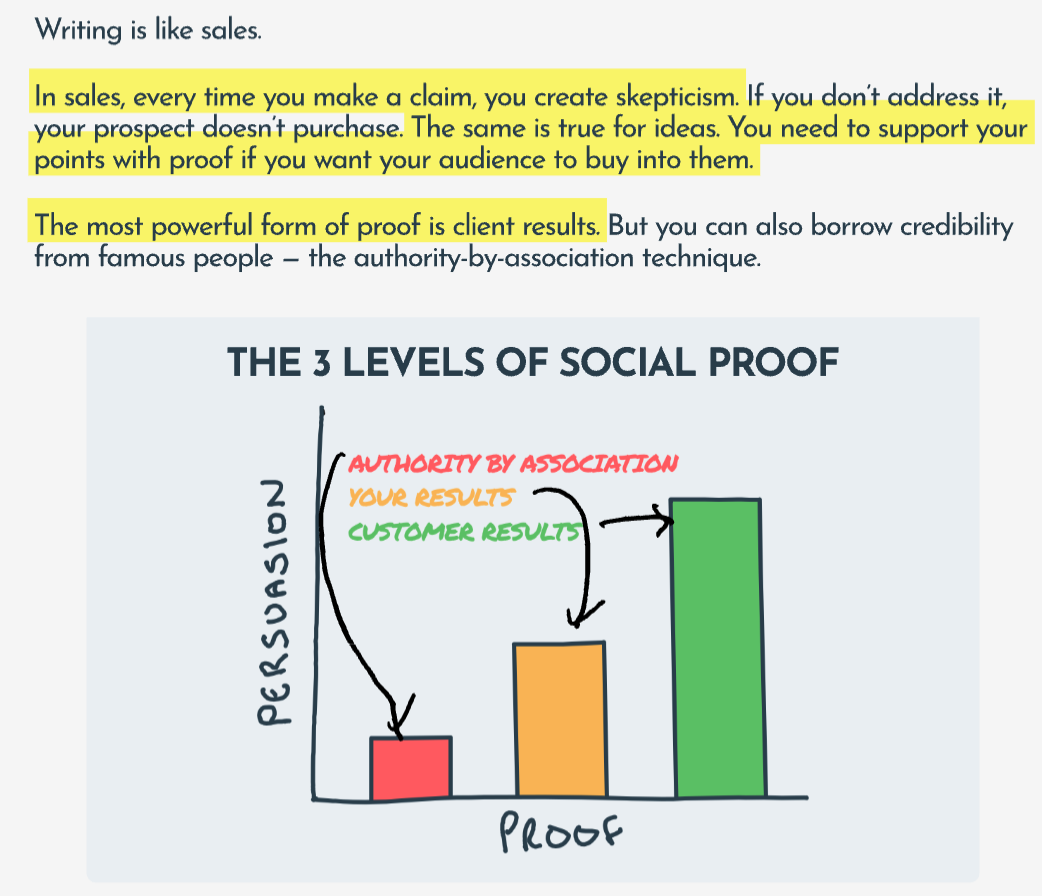 Writing is like sales.
In sales, every time you make a claim, you create skepticism. If you don't address it,
your prospect doesn't purchase. The same is true for ideas. You need to support your
points with proof if you want your audience to buy into them.
The most powerful form of proof is client results. But you can also borrow credibility
from famous people – the authority-by-association technique.
THE 3 LEVELS OF SOCIAL PROOF
AUTHORITY BY ASSOCIATION
YOUR RESULTS
CUSTOMER RESULTS
PERSUASION
PROOF